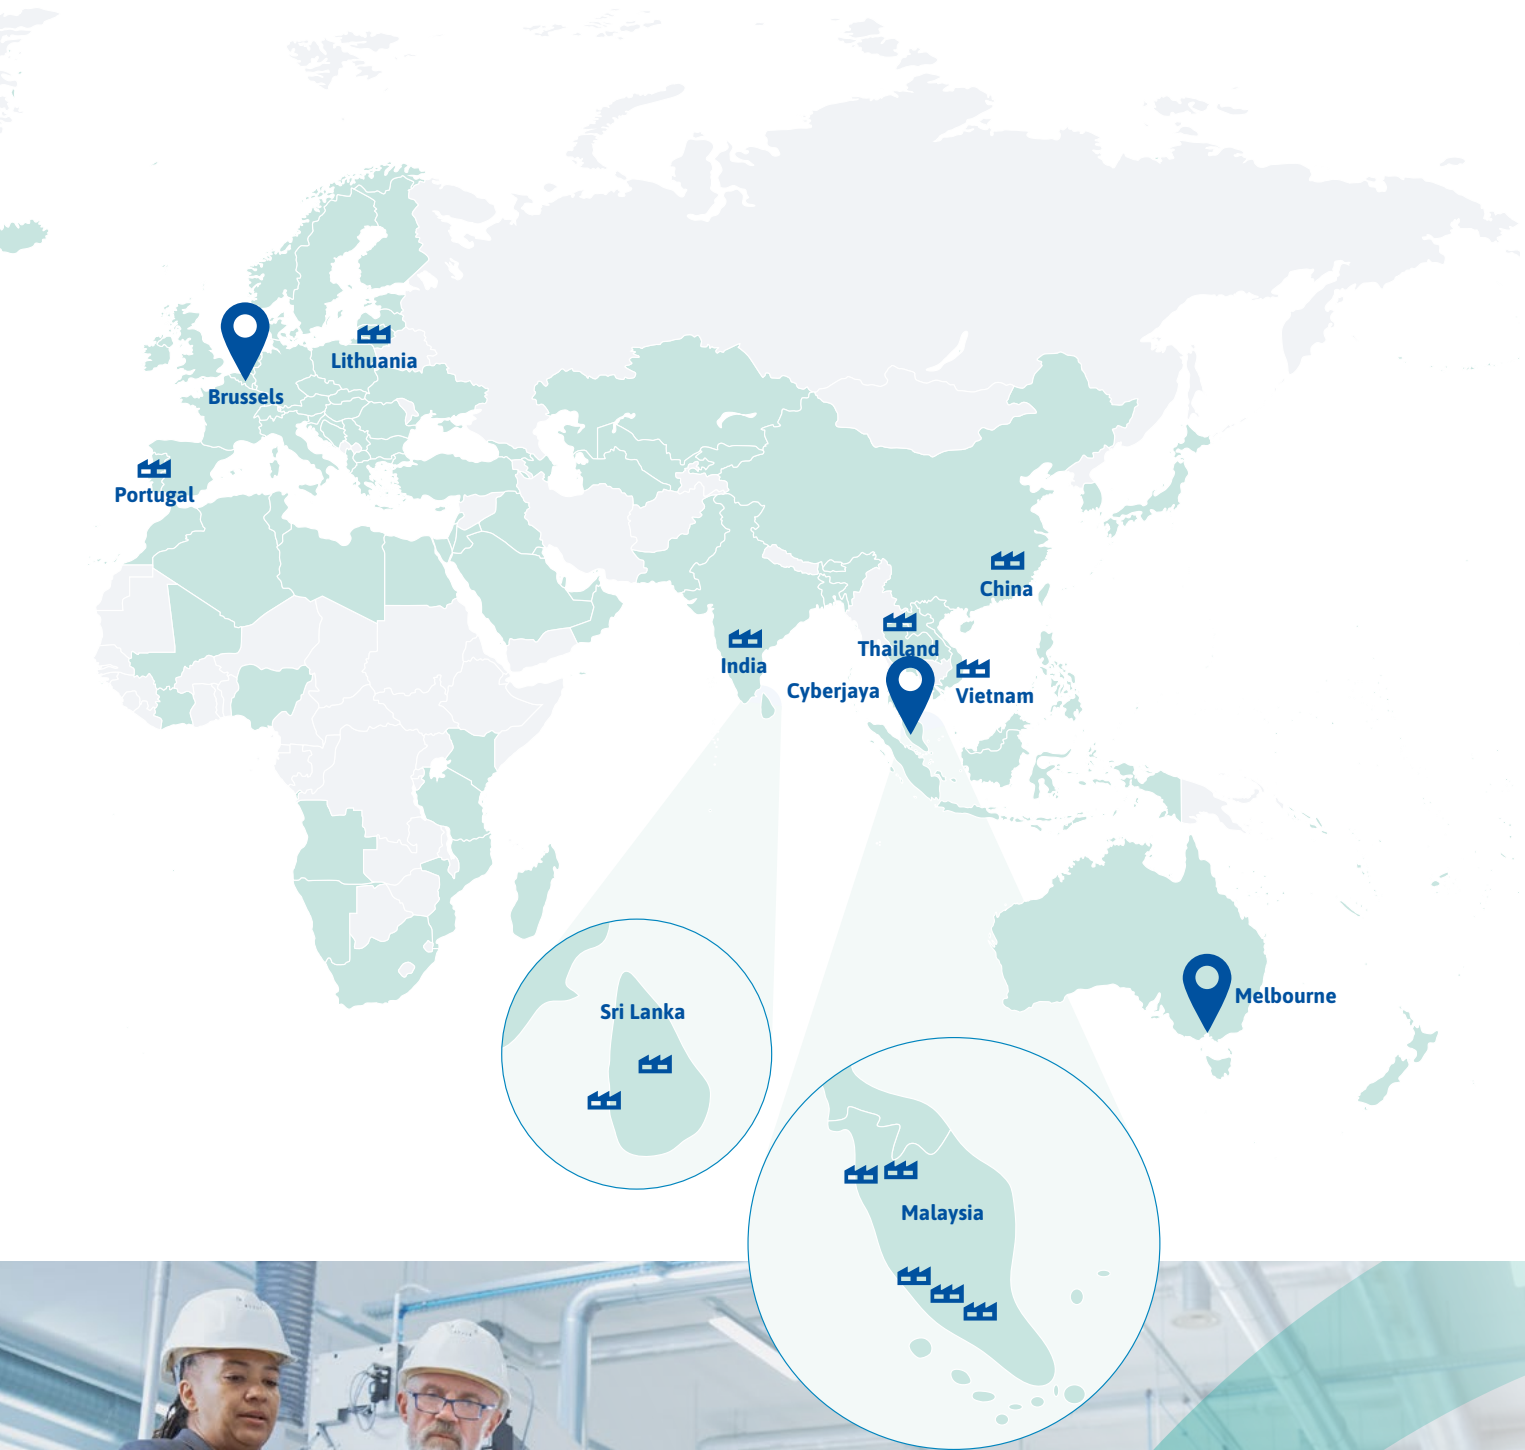 Lithuania
Brussels
Portugal
China
Thailand
India
Cyberjaya
Vietnam
Melbourne
Sri Lanka
Malaysia